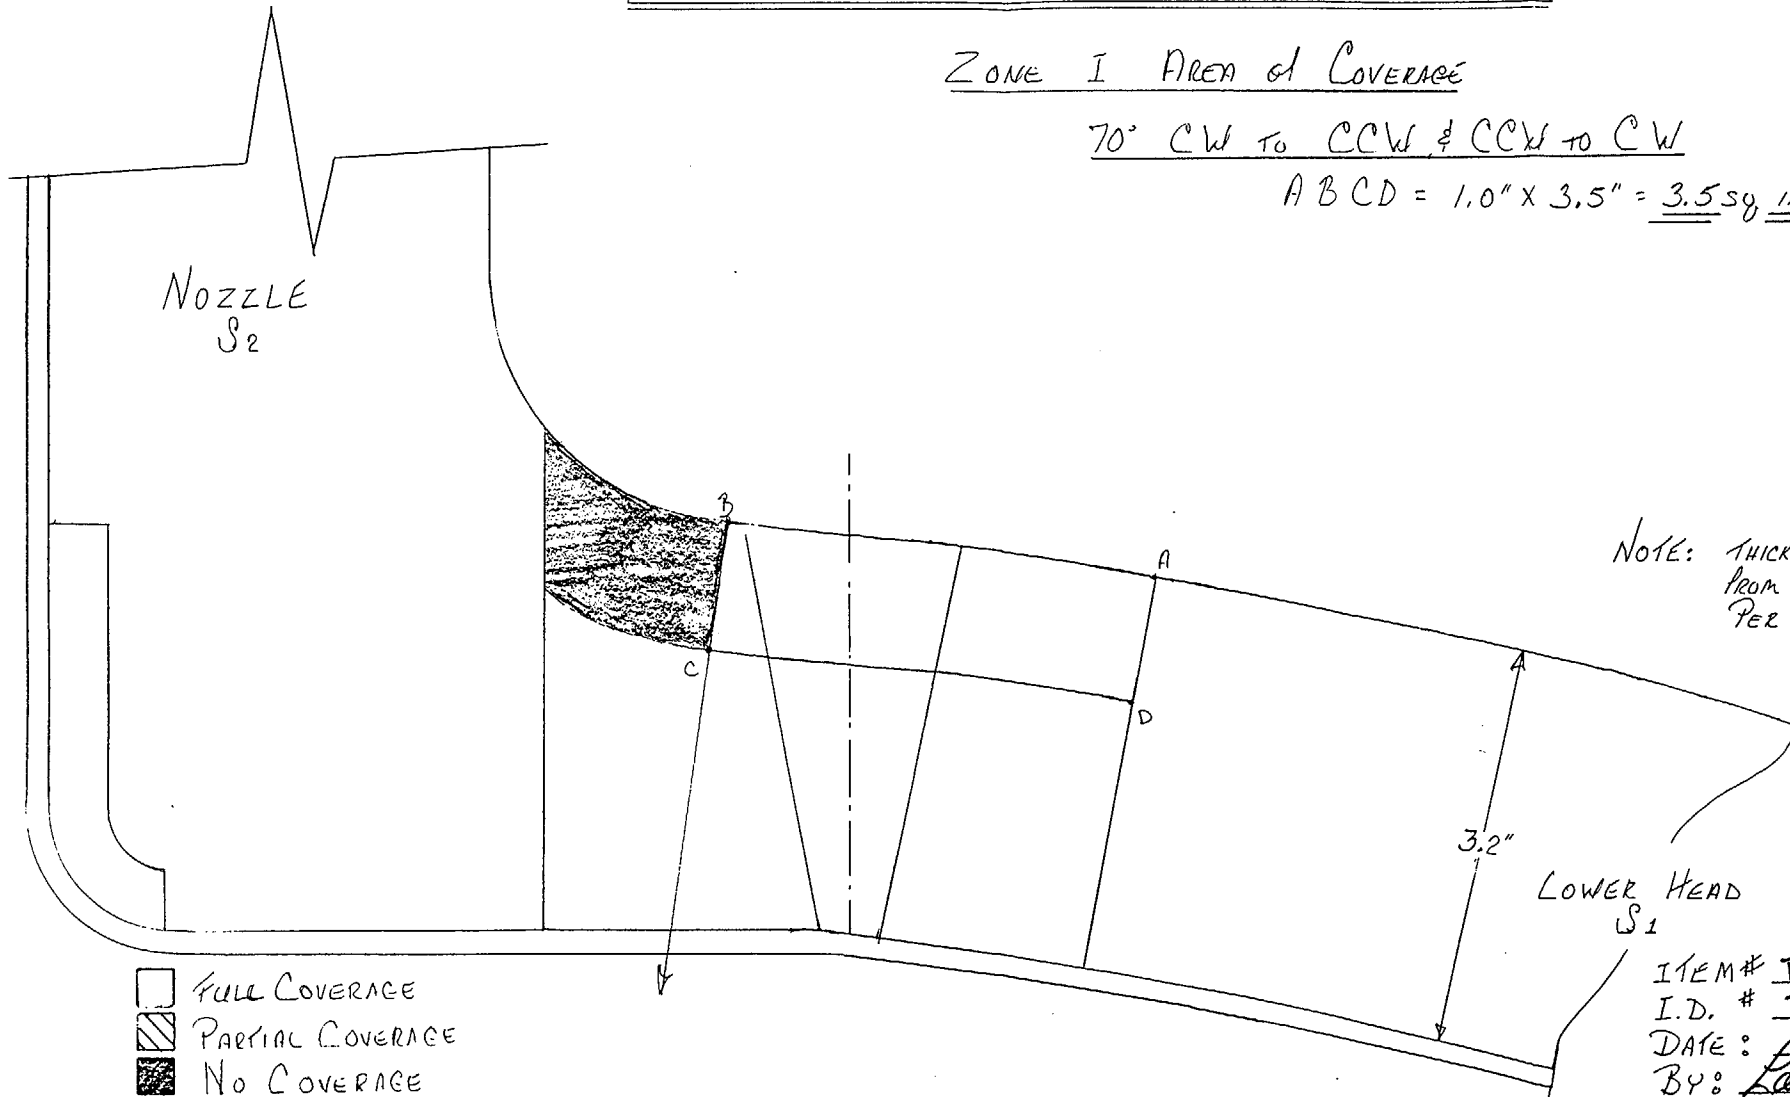 ZONE I AREA of COVERAGE
70° CW TO CCW & CCW TO CW
ABCD = 1.0" X 3.5" = 3.5 sq
NOZZLE
S2
B
A
C
D
NOTE: THICK
FROM
PER
3.2"
LOWER HEAD
S1
FULL COVERAGE
PARTIAL COVERAGE
NO COVERAGE
ITEM #
I.D. #
DATE:
BY: